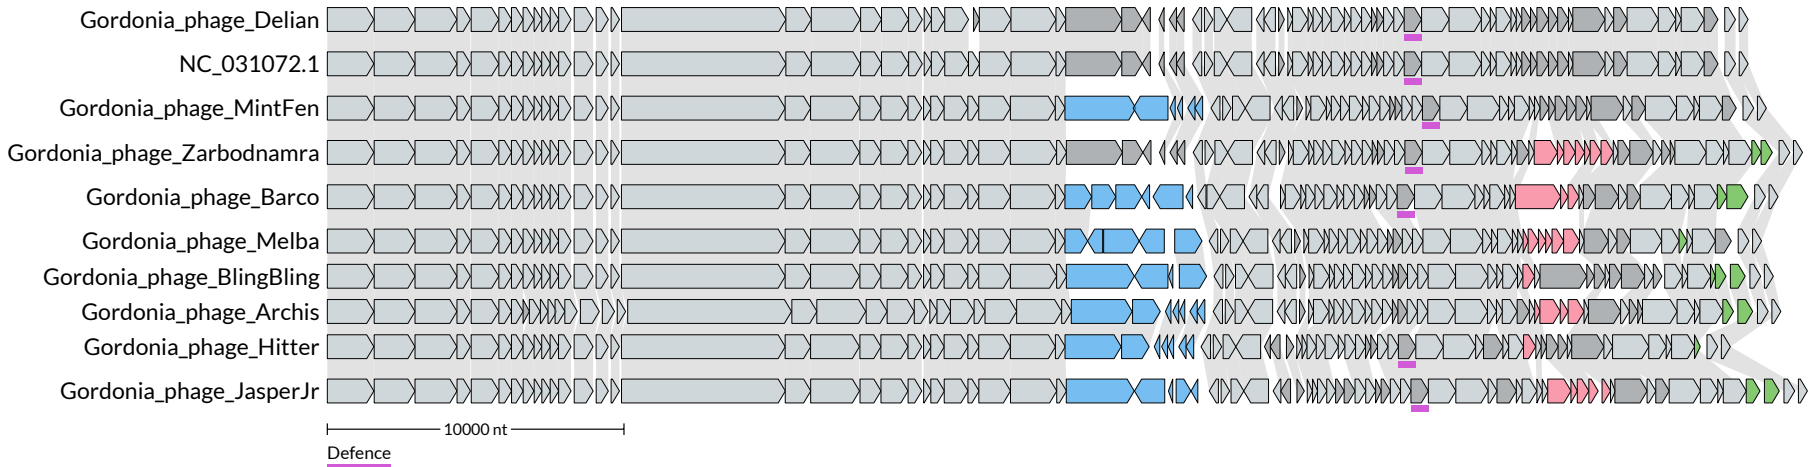 Gordonia_phage_Delian
NC_031072.1
Gordonia_phage_MintFen
Gordonia_phage_Zarbodnamra
Gordonia_phage_Barco
Gordonia_phage_Melba
Gordonia_phage_BlingBling
Gordonia_phage_Archis
Gordonia_phage_Hitter
Gordonia_phage_JasperJr
10000 nt
Defence